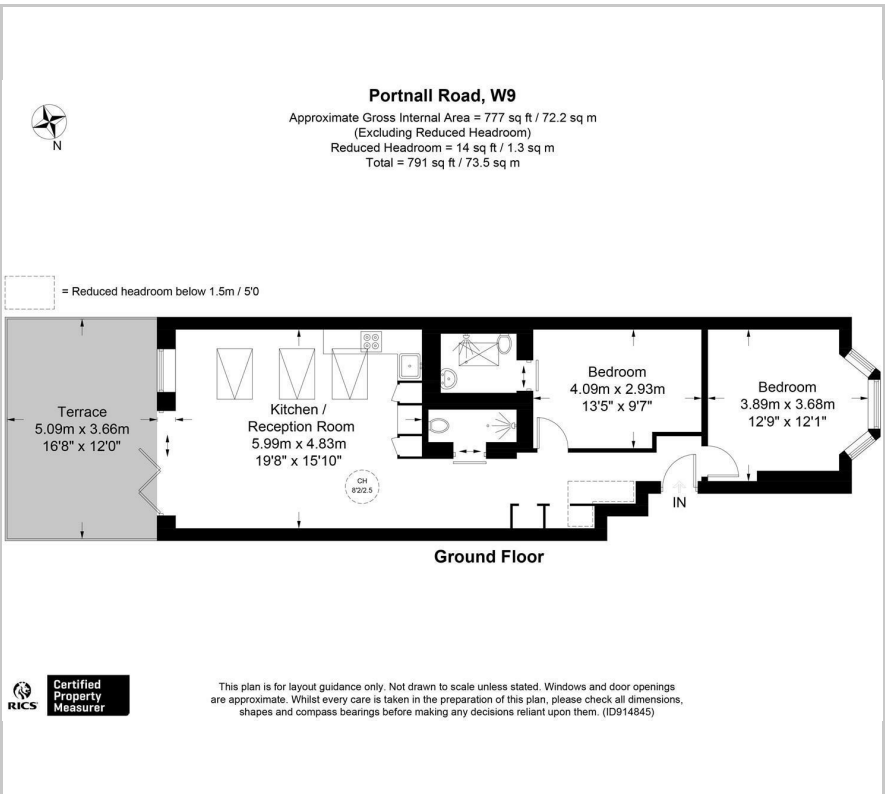 Portnall Road, W9
Approximate Gross Internal Area = 777 sq ft / 72.2 sq m
(Excluding Reduced Headroom)
Reduced Headroom = 14 sq ft / 1.3 sq m
Total = 791 sq ft / 73.5 sq m
N
= Reduced headroom below 1.5m / 5'0
Terrace
5.09m x 3.66m
16'8" x 12'0"
Kitchen /
Reception Room
5.99m x 4.83m
19'8" x 15'10"
CH
8'2/2.5
Bedroom
4.09m x 2.93m
13'5" x 9'7"
Bedroom
3.89m x 3.68m
12'9" x 12'1"
IN
Ground Floor
RICS
Certified
Property
Measurer
This plan is for layout guidance only. Not drawn to scale unless stated. Windows and door openings
are approximate. Whilst every care is taken in the preparation of this plan, please check all dimensions,
shapes and compass bearings before making any decisions reliant upon them. (ID914845)